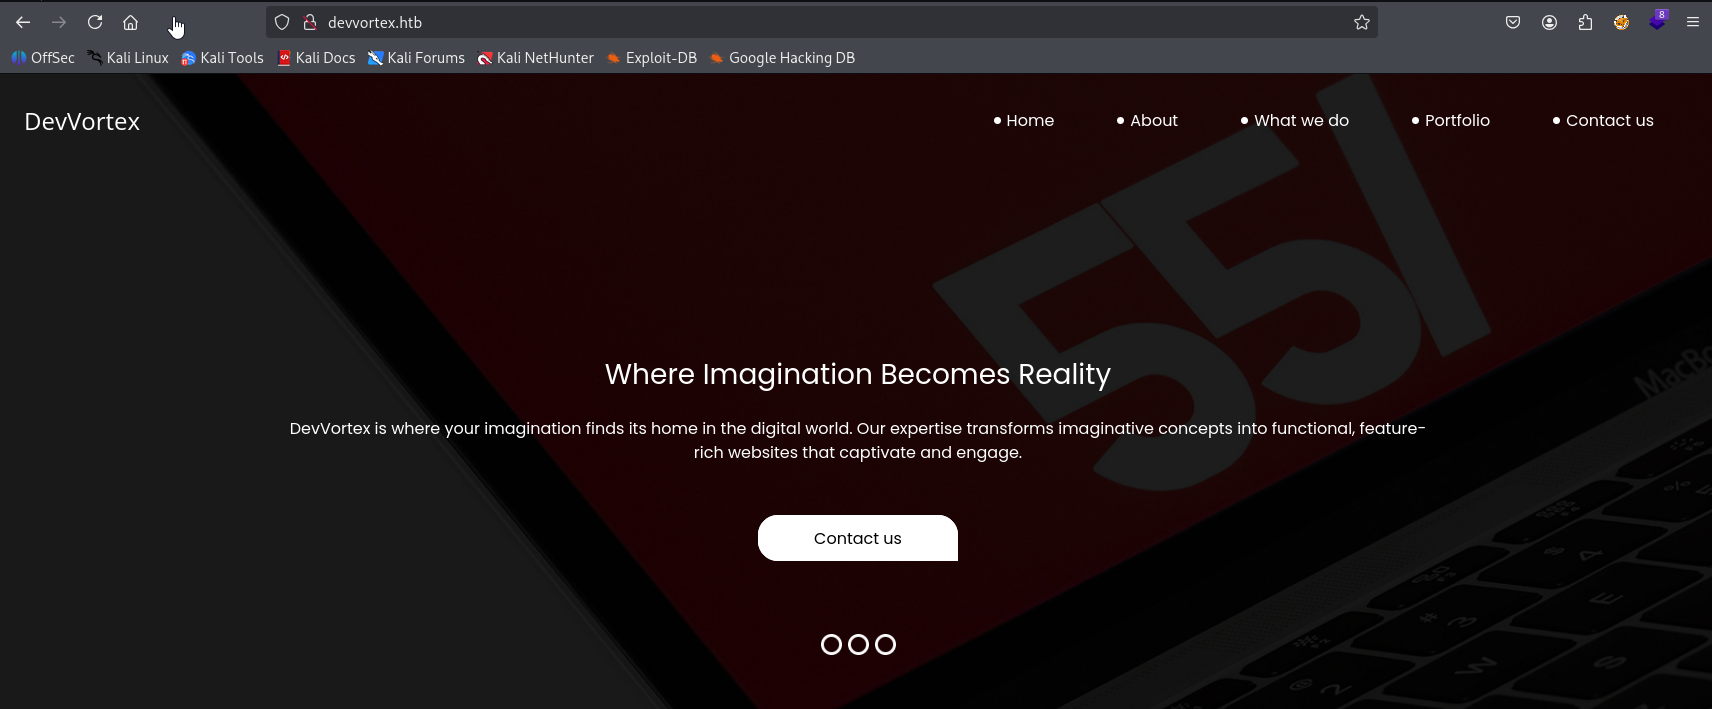 devvortex.htb
8
OffSec Kali Linux Kali Tools Kali Docs Kali Forums Kali NetHunter Exploit-DB Google Hacking DB
DevVortex
Home About What we do Portfolio Contact us
55/
MacBo
Where Imagination Becomes Reality
DevVortex is where your imagination finds its home in the digital world. Our expertise transforms imaginative concepts into functional, feature-
rich websites that captivate and engage.
Contact us